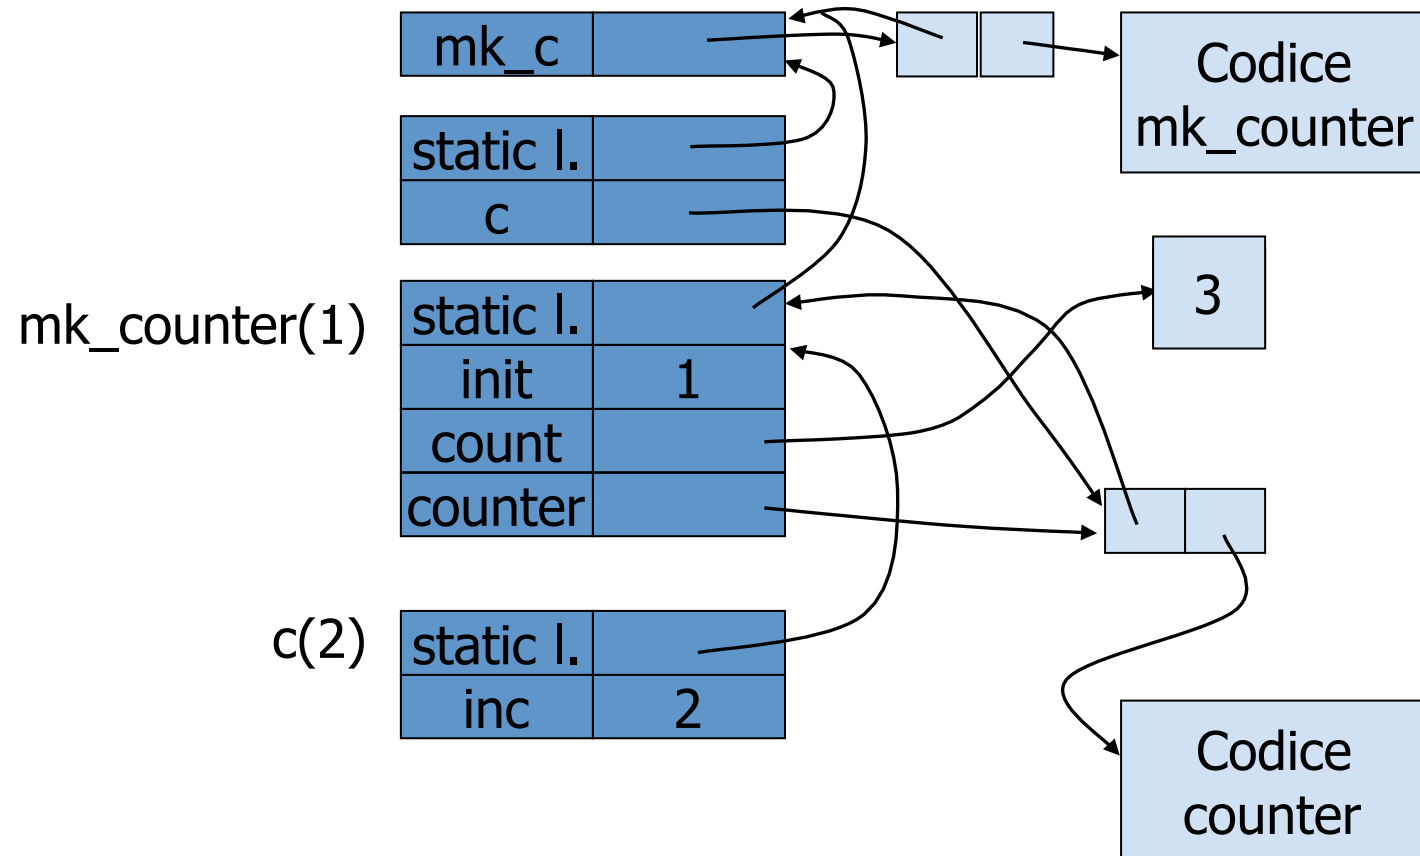 mk_c
Codice
mk_counter
static l.
c
3
mk_counter(1)
static l.
init 1
count
counter
c(2)
static l.
inc 2
Codice
counter